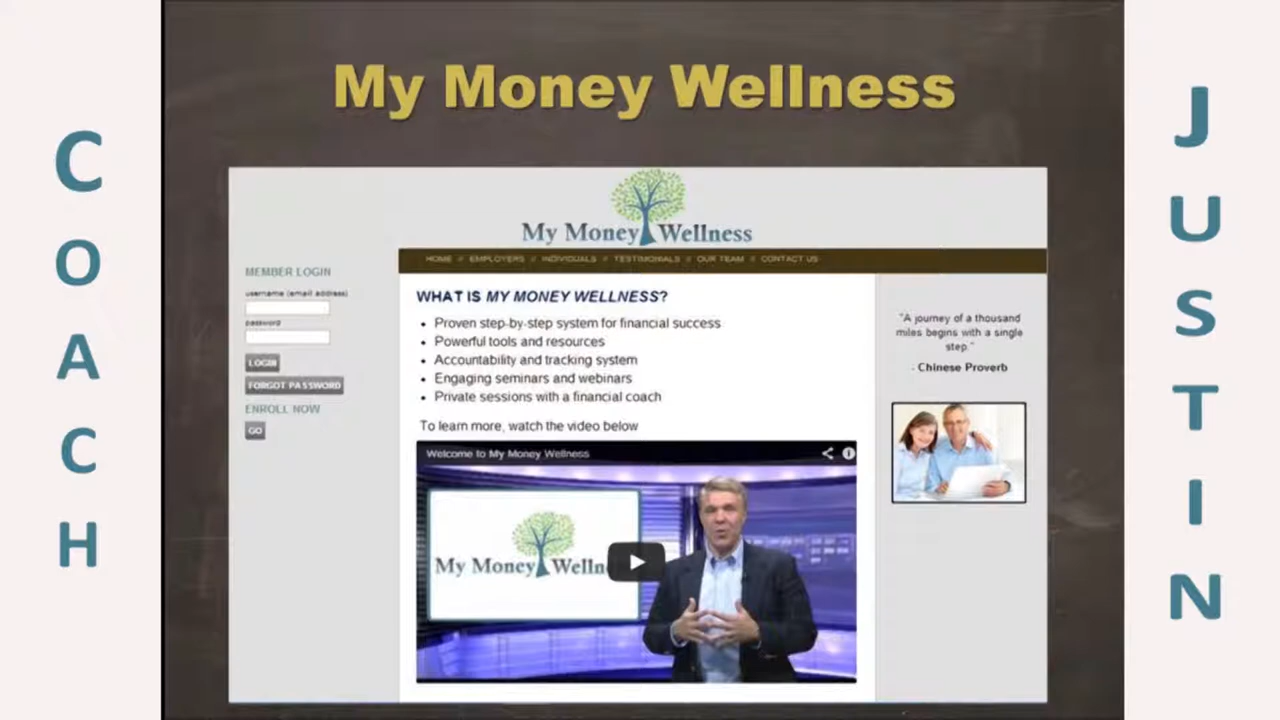 My Money Wellness
COACH
JUSTIN
My Money Wellness
HOME // EMPLOYERS // INDIVIDUALS // TESTIMONIALS // OUR TEAM // CONTACT US
MEMBER LOGIN
username (email address)
password
LOGIN
FORGOT PASSWORD
ENROLL NOW
GO
WHAT IS MY MONEY WELLNESS?
• Proven step-by-step system for financial success
• Powerful tools and resources
• Accountability and tracking system
• Engaging seminars and webinars
• Private sessions with a financial coach
To learn more, watch the video below
Welcome to My Money Wellness
My Money Welln
"A journey of a thousand
miles begins with a single
step."
- Chinese Proverb